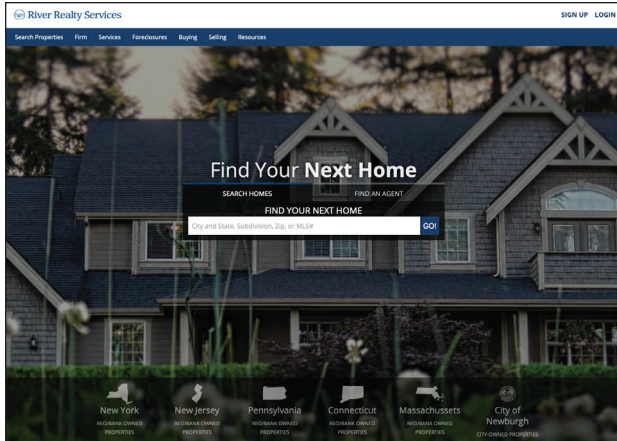 River Realty Services
SIGN UP LOGIN
Search Properties Firm Services Foreclosures Buying Selling Resources
Find Your Next Home
SEARCH HOMES FIND AN AGENT
FIND YOUR NEXT HOME
City and State, Subdivision, Zip, or MLS# GO!
New York New Jersey Pennsylvania Connecticut Massachussets City of
Newburgh
REO/BANK OWNED REO/BANK OWNED REO/BANK OWNED REO/BANK OWNED REO/BANK OWNED
PROPERTIES PROPERTIES PROPERTIES PROPERTIES PROPERTIES CITY-OWNED PROPERTIES